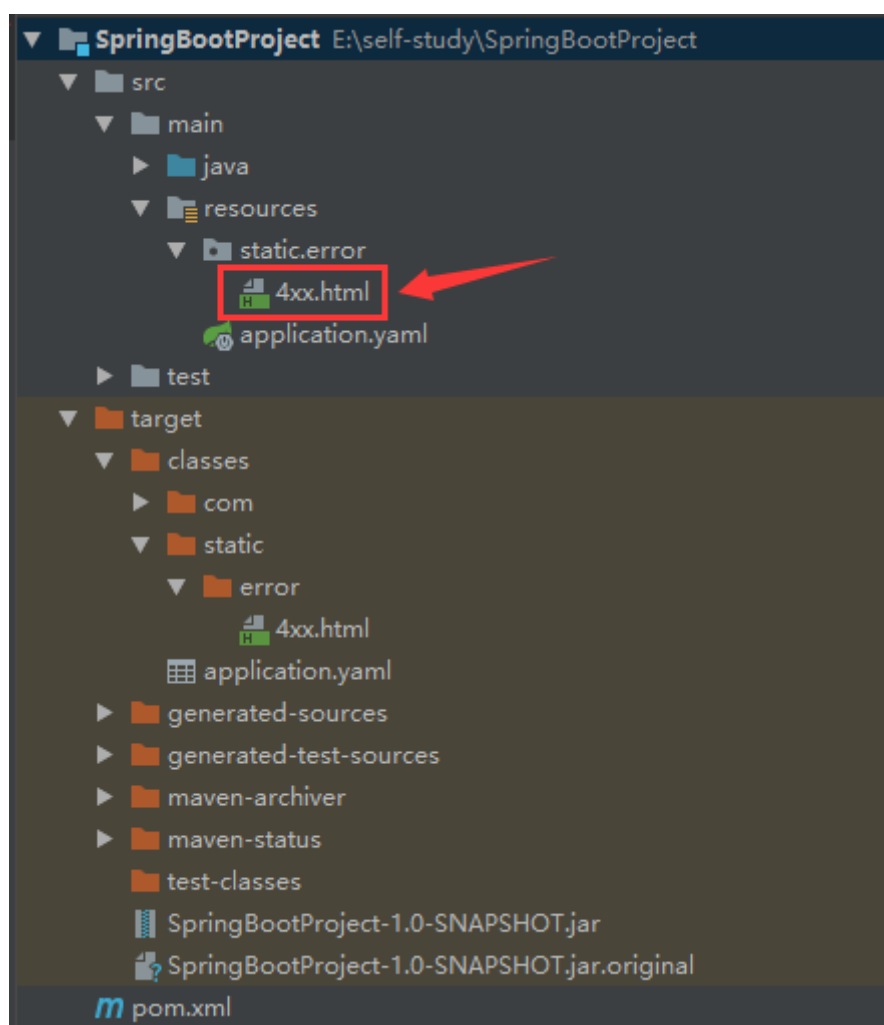 SpringBootProject E:\self-study\SpringBootProject
src
main
java
resources
static.error
4xx.html
application.yaml
test
target
classes
com
static
error
4xx.html
application.yaml
generated-sources
generated-test-sources
maven-archiver
maven-status
test-classes
SpringBootProject-1.0-SNAPSHOT.jar
SpringBootProject-1.0-SNAPSHOT.jar.original
pom.xml